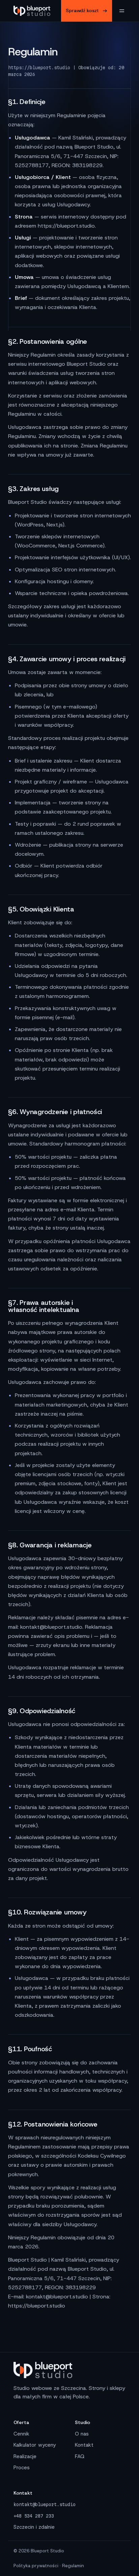 blueport
studio
Sprawdź koszt →
Regulamin
https://blueport.studio | Obowiązuje od: 20
marca 2026
§1. Definicje
Użyte w niniejszym Regulaminie pojęcia
oznaczają:
Usługodawca — Kamil Stalirski, prowadzący
działalność pod nazwą Blueport Studio, ul.
Panoramiczna 5/6, 71-447 Szczecin, NIP:
5252788177, REGON: 383198229
Usługobiorca / Klient — osoba fizyczna,
osoba prawna lub jednostka organizacyjna
nieposiadająca osobowości prawnej, która
korzysta z usług Usługodawcy.
Strona — serwis internetowy dostępny pod
adresem https://blueport.studio.
Usługi — projektowanie i tworzenie stron
internetowych, sklepów internetowych,
aplikacji webowych oraz powiązane usługi
dodatkowe.
Umowa — umowa o świadczenie usług
zawierana pomiędzy Usługodawcą a Klientem.
Brief — dokument określający zakres projektu,
wymagania i oczekiwania Klienta.
§2. Postanowienia ogólne
Niniejszy Regulamin określa zasady korzystania z
serwisu internetowego Blueport Studio oraz
zasady świadczenia usług tworzenia stron
internetowych i aplikacji webowych.
Korzystanie z serwisu oraz złożenie zamówienia
jest równoznaczne z akceptacją niniejszego
Regulaminu w całości.
Usługodawca zastrzega sobie prawo do zmiany
Regulaminu. Zmiany wchodzą w życie z chwilą
opublikowania ich na stronie. Zmiana Regulaminu
nie wpływa na umowy już zawarte.
§3. Zakres usług
Blueport Studio świadczy następujące usługi:
Projektowanie i tworzenie stron internetowych
(WordPress, Next.js).
Tworzenie sklepów internetowych
(WooCommerce, Next.js Commerce).
Projektowanie interfejsów użytkownika (UI/UX).
Optymalizacja SEO stron internetowych.
Konfiguracja hostingu i domeny.
Wsparcie techniczne i opieka powdrożeniowa.
Szczegółowy zakres usługi jest każdorazowo
ustalany indywidualnie i określony w ofercie lub
umowie.
§4. Zawarcie umowy i proces realizacji
Umowa zostaje zawarta w momencie:
Podpisania przez obie strony umowy o dzieło
lub zlecenia, lub
Pisemnego (w tym e-mailowego)
potwierdzenia przez Klienta akceptacji oferty
i warunków współpracy.
Standardowy proces realizacji projektu obejmuje
następujące etapy:
Brief i ustalenie zakresu — Klient dostarcza
niezbędne materiały i informacje.
Projekt graficzny / wireframe — Usługodawca
przygotowuje projekt do akceptacji.
Implementacja — tworzenie strony na
podstawie zaakceptowanego projektu.
Testy i poprawki — do 2 rund poprawek w
ramach ustalonego zakresu.
Wdrożenie — publikacja strony na serwerze
docelowym.
Odbiór — Klient potwierdza odbiór
ukończonej pracy.
§5. Obowiązki Klienta
Klient zobowiązuje się do:
Dostarczenia wszelkich niezbędnych
materiałów (teksty, zdjęcia, logotypy, dane
firmowe) w uzgodnionym terminie.
Udzielania odpowiedzi na pytania
Usługodawcy w terminie do 5 dni roboczych.
Terminowego dokonywania płatności zgodnie
z ustalonym harmonogramem.
Przekazywania konstruktywnych uwag w
formie pisemnej (e-mail).
Zapewnienia, że dostarczone materiały nie
naruszają praw osób trzecich.
Opóźnienie po stronie Klienta (np. brak
materiałów, brak odpowiedzi) może
skutkować przesunięciem terminu realizacji
projektu.
§6. Wynagrodzenie i płatności
Wynagrodzenie za usługi jest każdorazowo
ustalane indywidualnie i podawane w ofercie lub
umowie. Standardowy harmonogram płatności:
50% wartości projektu — zaliczka płatna
przed rozpoczęciem prac.
50% wartości projektu — płatność końcowa
po ukończeniu i przed wdrożeniem.
Faktury wystawiane są w formie elektronicznej i
przesyłane na adres e-mail Klienta. Termin
płatności wynosi 7 dni od daty wystawienia
faktury, chyba że strony ustalą inaczej.
W przypadku opóźnienia płatności Usługodawca
zastrzega sobie prawo do wstrzymania prac do
czasu uregulowania należności oraz naliczania
ustawowych odsetek za opóźnienie.
§7. Prawa autorskie i
własność intelektualna
Po uiszczeniu pełnego wynagrodzenia Klient
nabywa majątkowe prawa autorskie do
wykonanego projektu graficznego i kodu
źródłowego strony, na następujących polach
eksploatacji: wyświetlanie w sieci Internet,
modyfikacja, kopiowanie na własne potrzeby.
Usługodawca zachowuje prawo do:
Prezentowania wykonanej pracy w portfolio i
materiałach marketingowych, chyba że Klient
zastrzeże inaczej na piśmie.
Korzystania z ogólnych rozwiązań
technicznych, wzorców i bibliotek użytych
podczas realizacji projektu w innych
projektach.
Jeśli w projekcie zostały użyte elementy
objęte licencjami osób trzecich (np. wtyczki
premium, zdjęcia stockowe, fonty), Klient jest
odpowiedzialny za zakup stosownych licencji
lub Usługodawca wyraźnie wskazuje, że koszt
licencji jest wliczony w cenę.
§8. Gwarancja i reklamacje
Usługodawca zapewnia 30-dniowy bezpłatny
okres gwarancyjny od dnia oddania strony,
obejmujący naprawę błędów wynikających
bezpośrednio z realizacji projektu (nie dotyczy
błędów wynikających z działań Klienta lub osób
trzecich).
Reklamacje należy składać pisemnie na adres e-
mail: kontakt@blueport.studio. Reklamacja
powinna zawierać opis problemu i — jeśli to
możliwe — zrzuty ekranu lub inne materiały
ilustrujące problem.
Usługodawca rozpatruje reklamacje w terminie
14 dni roboczych od ich otrzymania.
§9. Odpowiedzialność
Usługodawca nie ponosi odpowiedzialności za:
Szkody wynikające z niedostarczenia przez
Klienta materiałów w terminie lub
dostarczenia materiałów niepełnych,
błędnych lub naruszających prawa osób
trzecich.
Utratę danych spowodowaną awariami
sprzętu, serwera lub działaniem siły wyższej.
Działania lub zaniechania podmiotów trzecich
(dostawców hostingu, operatorów płatności,
wtyczek).
Jakiekolwiek pośrednie lub wtórne straty
biznesowe Klienta.
Odpowiedzialność Usługodawcy jest
ograniczona do wartości wynagrodzenia brutto
za dany projekt.
§10. Rozwiązanie umowy
Każda ze stron może odstąpić od umowy:
Klient — za pisemnym wypowiedzeniem z 14-
dniowym okresem wypowiedzenia. Klient
zobowiązany jest do zapłaty za prace
wykonane do dnia wypowiedzenia.
Usługodawca — w przypadku braku płatności
po upływie 14 dni od terminu lub rażącego
naruszenia warunków współpracy przez
Klienta, z prawem zatrzymania zaliczki jako
odszkodowania.
§11. Poufność
Obie strony zobowiązują się do zachowania
poufności informacji handlowych, technicznych i
organizacyjnych uzyskanych w toku współpracy,
przez okres 2 lat od zakończenia współpracy.
§12. Postanowienia końcowe
W sprawach nieuregulowanych niniejszym
Regulaminem zastosowanie mają przepisy prawa
polskiego, w szczególności Kodeksu Cywilnego
oraz ustawy o prawie autorskim i prawach
pokrewnych.
Wszelkie spory wynikające z realizacji usług
strony będą rozwiązywać polubownie. W
przypadku braku porozumienia, sądem
właściwym do rozstrzygania sporów jest sąd
właściwy dla siedziby Usługodawcy.
Niniejszy Regulamin obowiązuje od dnia 20
marca 2026.
Blueport Studio | Kamil Stalirski, prowadzący
działalność pod nazwą Blueport Studio, ul.
Panoramiczna 5/6, 71-447 Szczecin, NIP:
5252788177, REGON: 383198229
E-mail: kontakt@blueport.studio | Strona:
https://blueport.studio
blueport
studio
Studio webowe ze Szczecina. Strony i sklepy
dla małych firm w całej Polsce.
Oferta
Studio
Cennik
O nas
Kalkulator wyceny
Kontakt
Realizacje
FAQ
Proces
Kontakt
kontakt@blueport.studio
+48 934 287 233
Szczecin i zdalnie
© 2026 Blueport Studio
Polityka prywatności · Regulamin